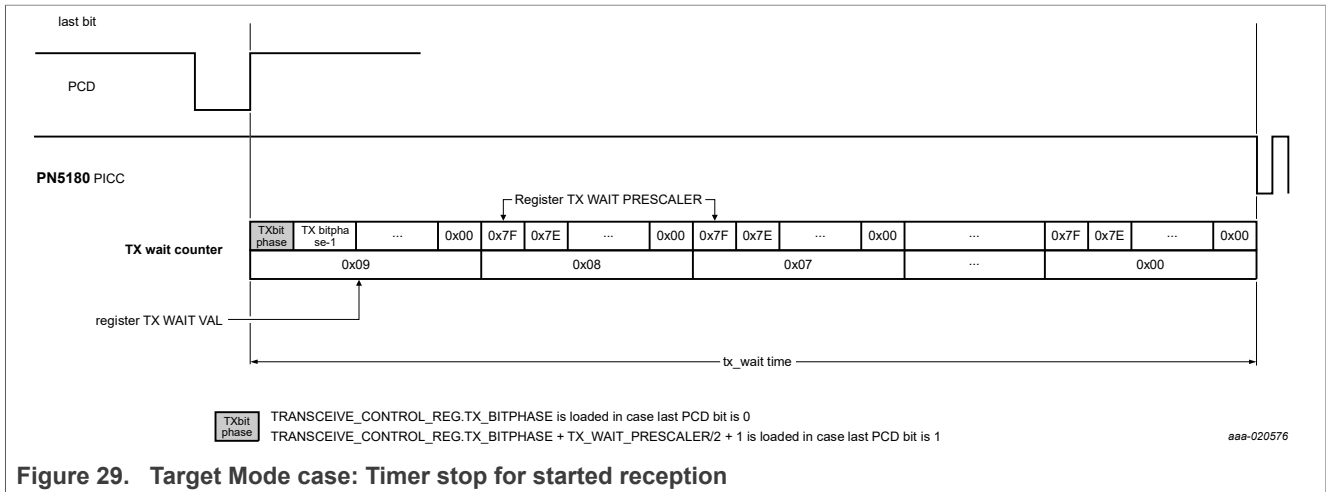 last bit
PCD
PN5180 PICC
Register TX WAIT PRESCALER
TX wait counter
TXbit
phase
TX bitpha
se-1
...
0x00
0x7F
0x7E
...
0x00
0x7F
0x7E
...
0x00
...
0x7F
0x7E
...
0x00
0x09
0x08
0x07
...
0x00
register TX WAIT VAL
tx_wait time
TXbit
phase
TRANSCEIVE_CONTROL_REG.TX_BITPHASE is loaded in case last PCD bit is 0
TRANSCEIVE_CONTROL_REG.TX_BITPHASE + TX_WAIT_PRESCALER/2 + 1 is loaded in case last PCD bit is 1
aaa-020576
Figure 29. Target Mode case: Timer stop for started reception